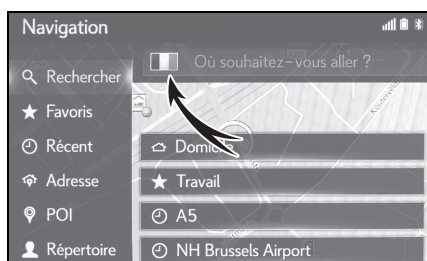 Navigation
Où souhaitez-vous aller ?
Rechercher
Favoris
Récent
Adresse
POI
Répertoire
Domicile
Travail
A5
NH Brussels Airport